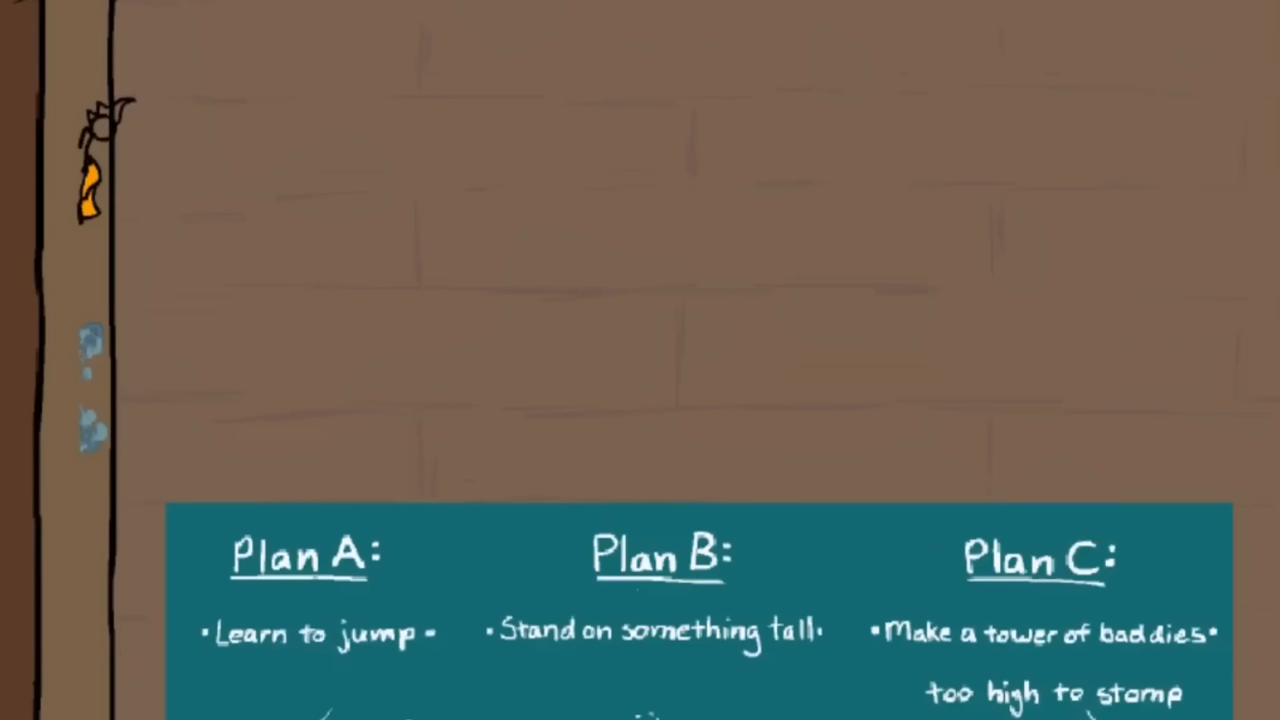 Plan A:
Plan B:
Plan C:
•Learn to jump•
•Stand on something tall•
•Make a tower of baddies•
too high to stomp